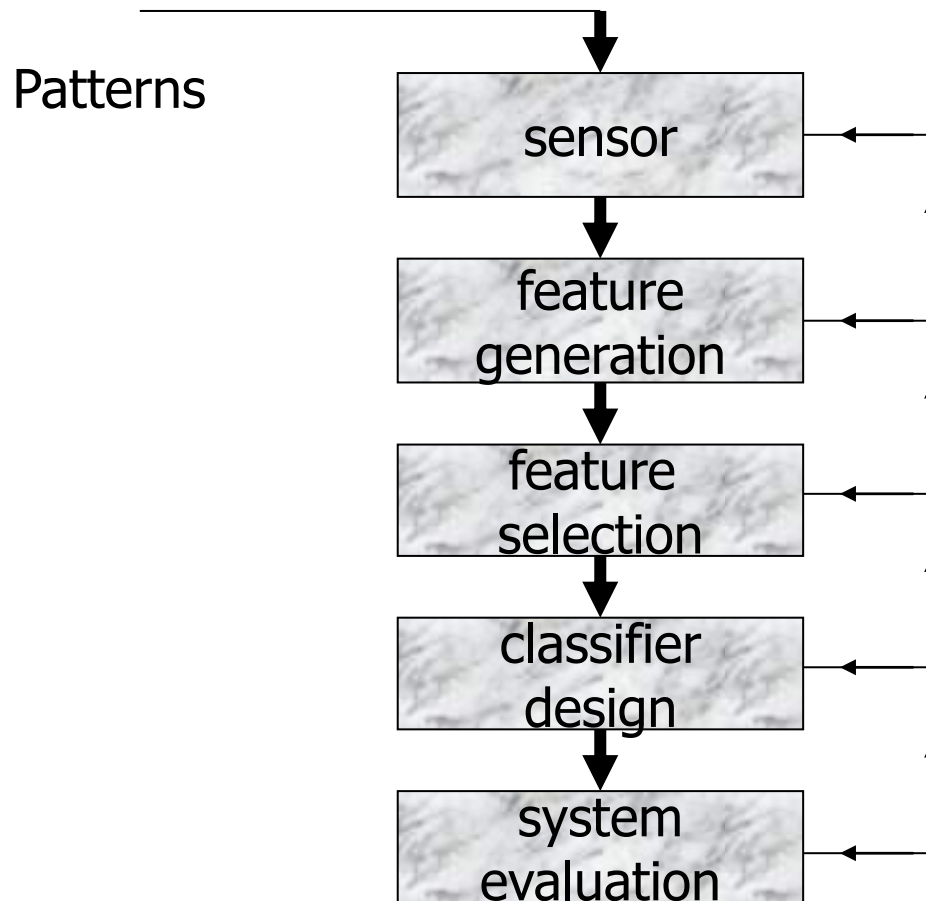 Patterns
sensor
feature
generation
feature
selection
classifier
design
system
evaluation